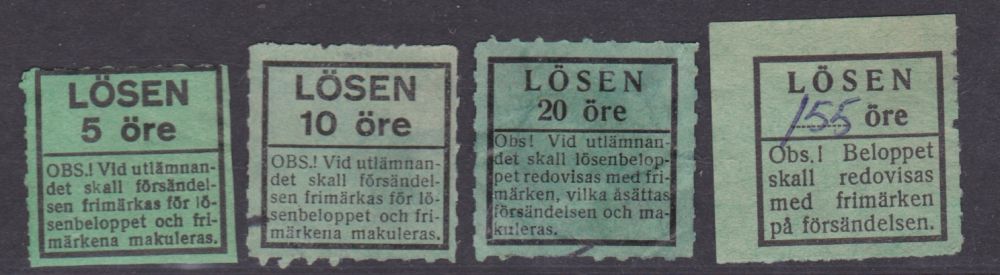 LÖSEN
5 öre
OBS.! Vid utlämnan-
det skall försändel-
sen frimärkas för lö-
senbeloppet och fri-
märkena makuleras.
LÖSEN
10 öre
OBS.! Vid utlämnan-
det skall försändel-
sen frimärkas för lö-
senbeloppet och fri-
märkena makuleras.
LÖSEN
20 öre
Obs! Vid utlämnan-
det skall lösenbelop-
pet redovisas med fri-
märken, vilka åsättas
försändelsen och ma-
kuleras.
LÖSEN
155 öre
Obs.! Beloppet
skall redovisas
med frimärken
på försändelsen.